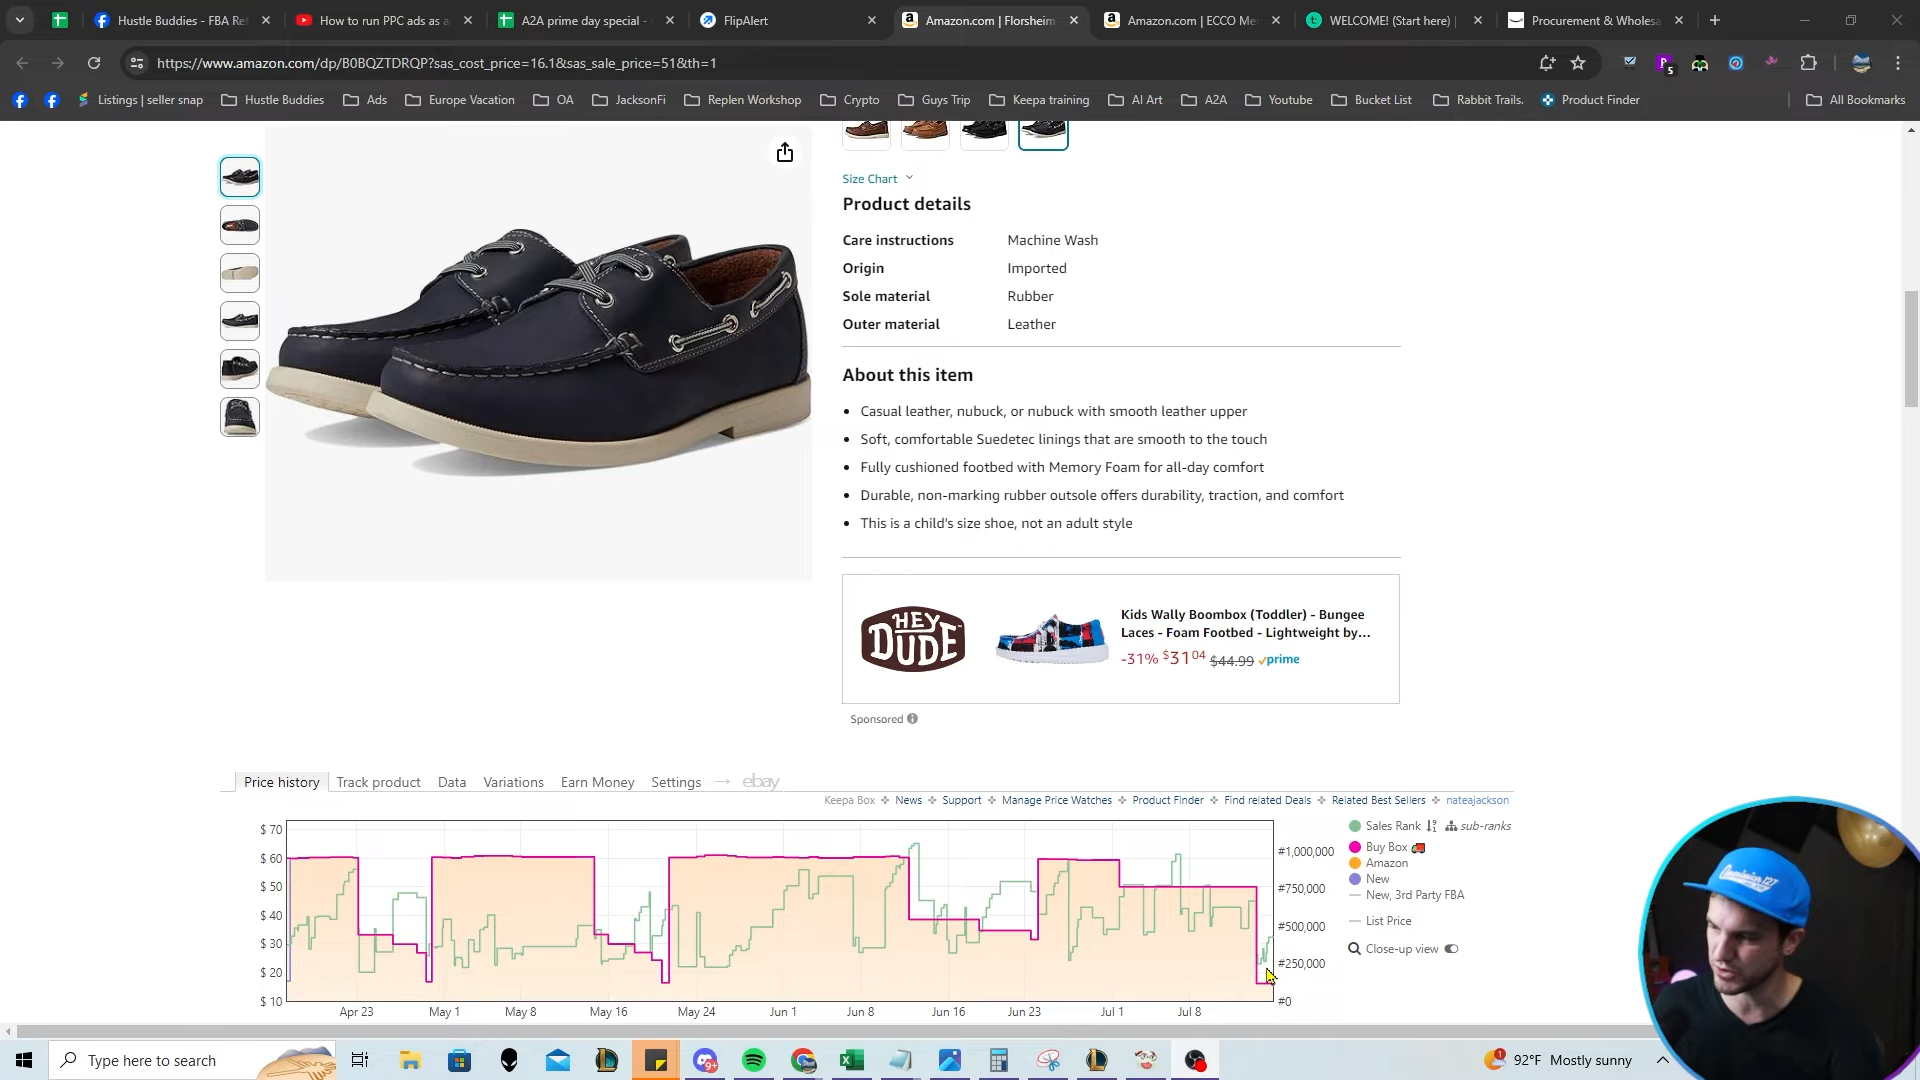 Hustle Buddies - FBA Re
How to run PPC ads as a
A2A prime day special -
FlipAlert
Amazon.com | Florsheim
Amazon.com | ECCO Me
WELCOME! (Start here) |
Procurement & Wholesa
https://www.amazon.com/dp/B0BQZTDRQP?sas_cost_price=16.1&sas_sale_price=51&th=1
Listings | seller snap
Hustle Buddies
Ads
Europe Vacation
OA
JacksonFi
Replen Workshop
Crypto
Guys Trip
Keepa training
AI Art
A2A
Youtube
Bucket List
Rabbit Trails.
Product Finder
All Bookmarks
Size Chart
Product details
Care instructions Machine Wash
Origin Imported
Sole material Rubber
Outer material Leather
About this item
• Casual leather, nubuck, or nubuck with smooth leather upper
• Soft, comfortable Suedetec linings that are smooth to the touch
• Fully cushioned footbed with Memory Foam for all-day comfort
• Durable, non-marking rubber outsole offers durability, traction, and comfort
• This is a child's size shoe, not an adult style
HEY DUDE
Kids Wally Boombox (Toddler) - Bungee
Laces - Foam Footbed - Lightweight by...
-31% $31 04 $44.99 prime
Sponsored
Price history Track product Data Variations Earn Money Settings → ebay
Keepa Box News Support Manage Price Watches Product Finder Find related Deals Related Best Sellers nateajackson
$ 70
$ 60
$ 50
$ 40
$ 30
$ 20
$ 10
#1,000,000
#750,000
#500,000
#250,000
#0
Apr 23 May 1 May 8 May 16 May 24 Jun 1 Jun 8 Jun 16 Jun 23 Jul 1 Jul 8
Sales Rank sub-ranks
Buy Box
Amazon
New
New, 3rd Party FBA
List Price
Close-up view
Type here to search
92°F Mostly sunny